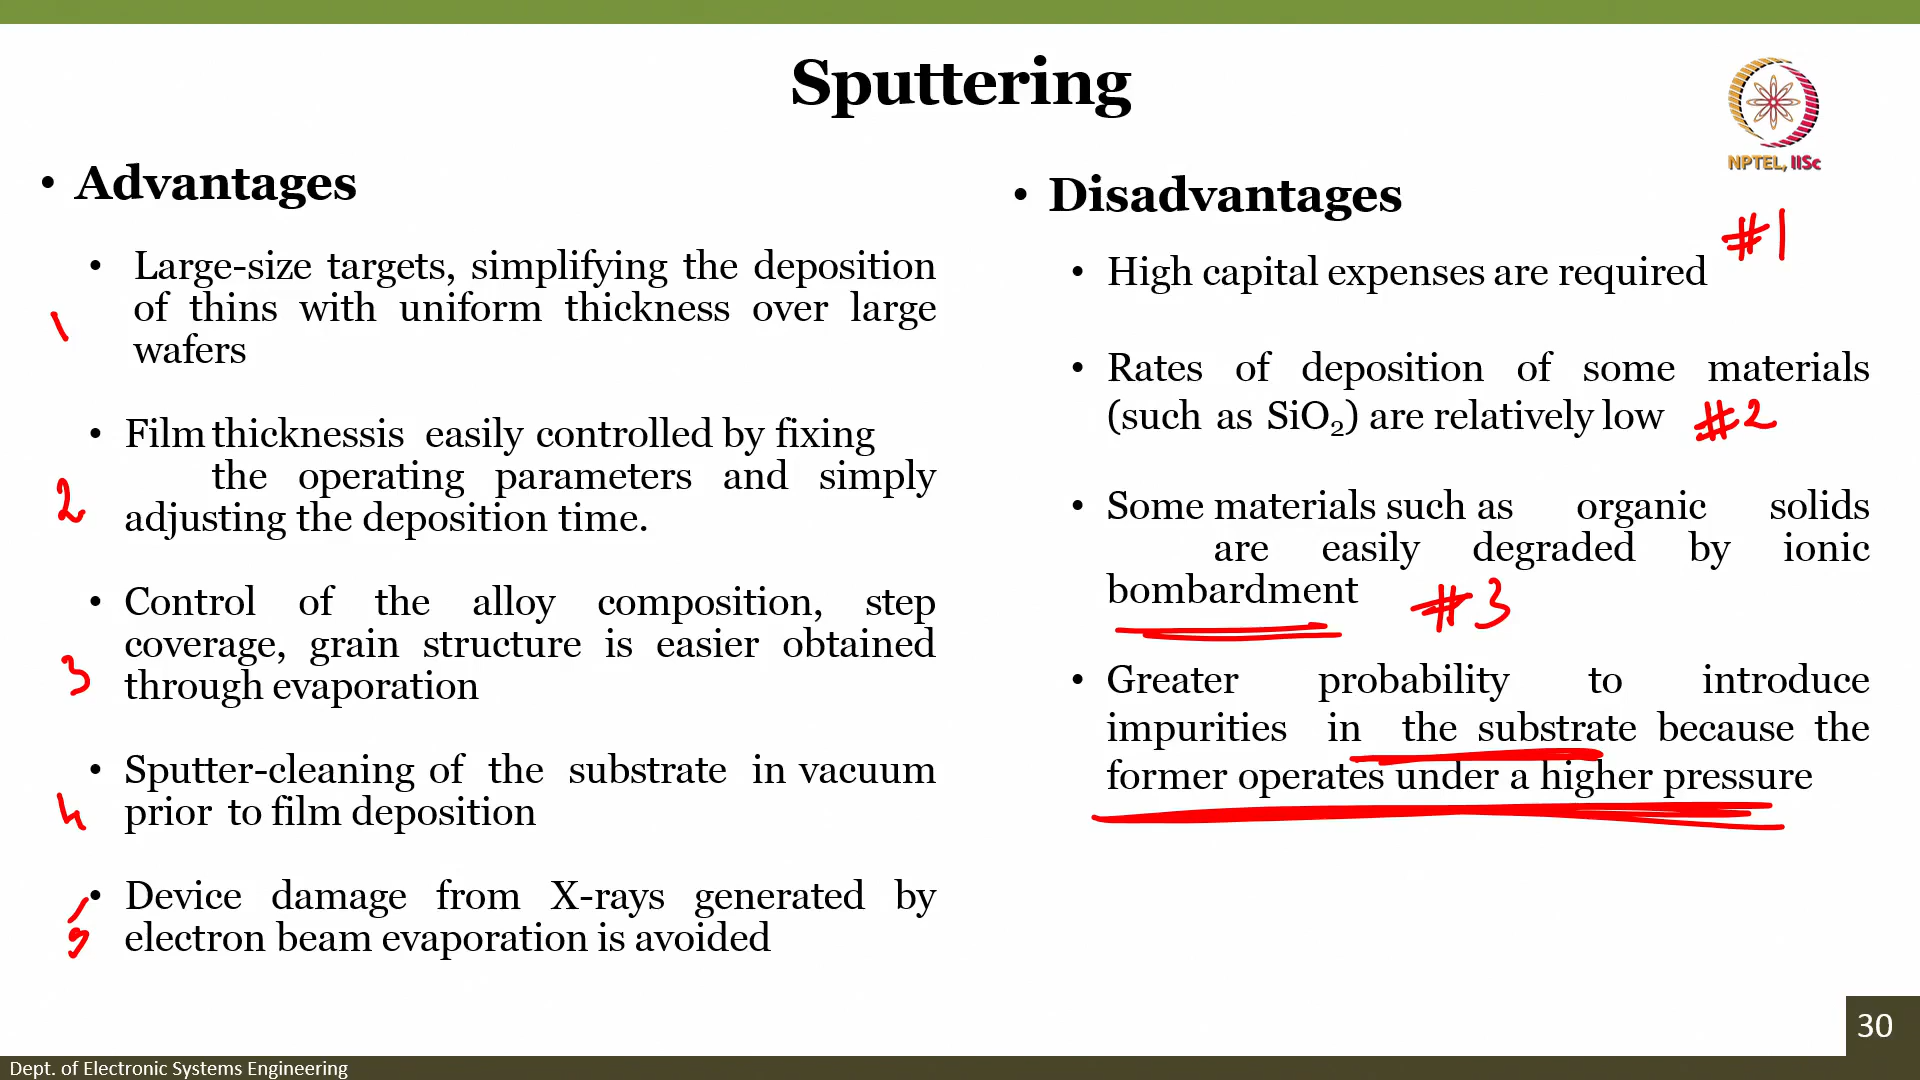 Sputtering
NPTEL, IISc
• Advantages
• Large-size targets, simplifying the deposition
of thins with uniform thickness over large
wafers
1
• Film thicknessis easily controlled by fixing
the operating parameters and simply
adjusting the deposition time.
2
• Control of the alloy composition, step
coverage, grain structure is easier obtained
through evaporation
3
• Sputter-cleaning of the substrate in vacuum
prior to film deposition
4
• Device damage from X-rays generated by
electron beam evaporation is avoided
5
• Disadvantages
#1
• High capital expenses are required
• Rates of deposition of some materials
(such as SiO₂) are relatively low #2
• Some materials such as organic solids
are easily degraded by ionic
bombardment #3
• Greater probability to introduce
impurities in the substrate because the
former operates under a higher pressure
30
Dept. of Electronic Systems Engineering